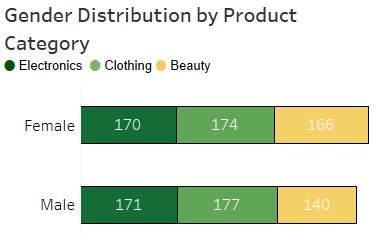 Gender Distribution by Product
Category
Electronics Clothing Beauty
Female 170 174 166
Male 171 177 140